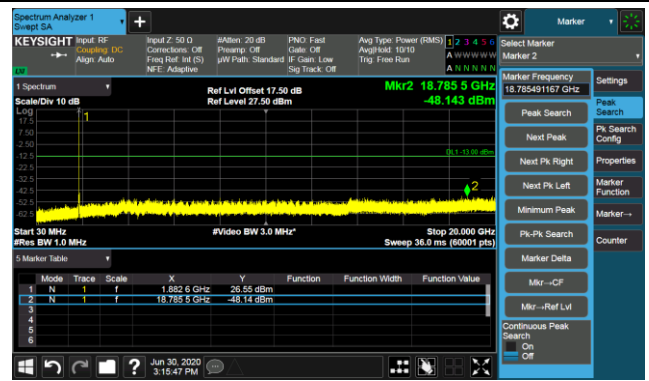 Spectrum Analyzer 1
Swept SA
+
Marker
KEYSIGHT
Input: RF
Coupling: DC
Align: Auto
Input Z: 50 Ω
Corrections: Off
Freq Ref: Int (S)
NFE: Adaptive
#Atten: 20 dB
Preamp: Off
µW Path: Standard
PNO: Fast
Gate: Off
IF Gain: Low
Sig Track: Off
Avg Type: Power (RMS)
Avg|Hold: 10/10
Trig: Free Run
1 2 3 4 5 6
A W W W W W
A N N N N N
LW
Select Marker
Marker 2
1 Spectrum
Scale/Div 10 dB
Ref Lvl Offset 17.50 dB
Ref Level 27.50 dBm
Mkr2 18.785 5 GHz
-48.143 dBm
Log
17.5
7.50
-2.50
-12.5
-22.5
-32.5
-42.5
-52.5
-62.5
1
DL1 -13.00 dBm
2
Start 30 MHz
#Res BW 1.0 MHz
#Video BW 3.0 MHz*
Stop 20.000 GHz
Sweep 36.0 ms (60001 pts)
5 Marker Table
Mode Trace Scale X Y Function Function Width Function Value
1 N 1 f 1.882 6 GHz 26.55 dBm
2 N 1 f 18.785 5 GHz -48.14 dBm
3
4
5
6
Marker Frequency
18.785491167 GHz
Peak Search
Next Peak
Next Pk Right
Next Pk Left
Minimum Peak
Pk-Pk Search
Marker Delta
Mkr→CF
Mkr→Ref Lvl
Continuous Peak
Search
On
Off
Settings
Peak
Search
Pk Search
Config
Properties
Marker
Function
Marker→
Counter
?
Jun 30, 2020
3:15:47 PM